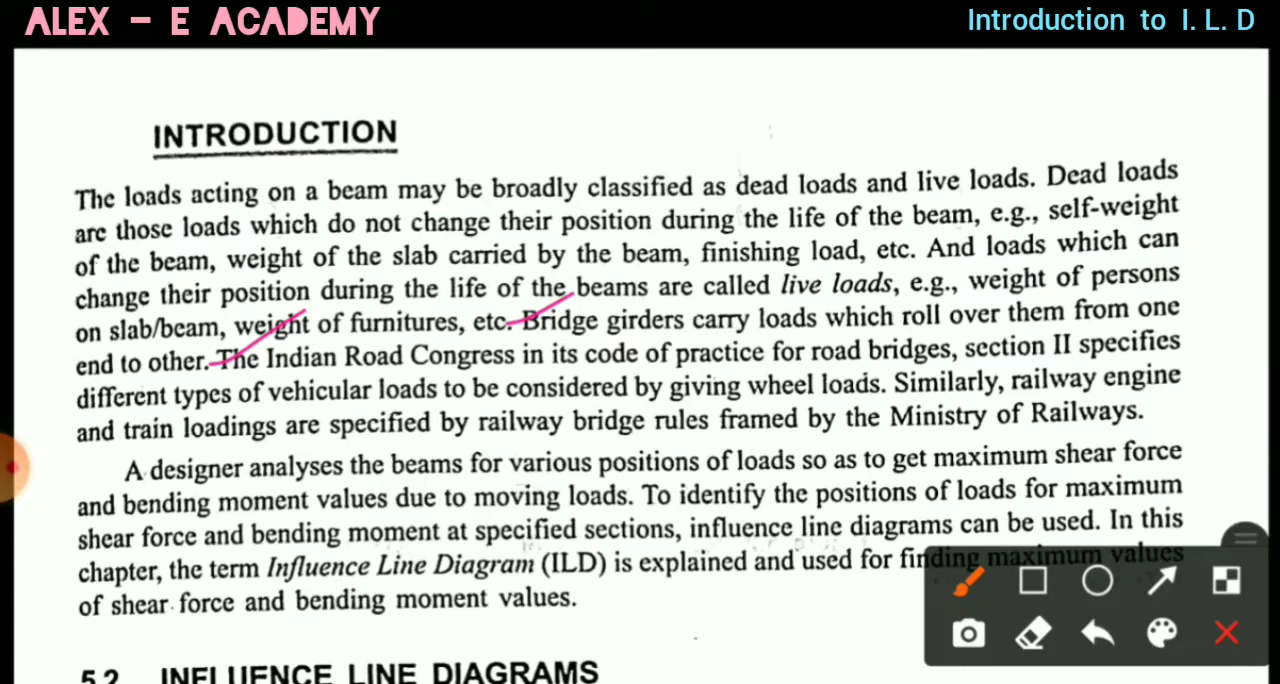 ALEX - E ACADEMY
Introduction to I. L. D
INTRODUCTION
The loads acting on a beam may be broadly classified as dead loads and live loads. Dead loads
are those loads which do not change their position during the life of the beam, e.g., self-weight
of the beam, weight of the slab carried by the beam, finishing load, etc. And loads which can
change their position during the life of the beams are called live loads, e.g., weight of persons
on slab/beam, weight of furnitures, etc. Bridge girders carry loads which roll over them from one
end to other. The Indian Road Congress in its code of practice for road bridges, section II specifies
different types of vehicular loads to be considered by giving wheel loads. Similarly, railway engine
and train loadings are specified by railway bridge rules framed by the Ministry of Railways.
A designer analyses the beams for various positions of loads so as to get maximum shear force
and bending moment values due to moving loads. To identify the positions of loads for maximum
shear force and bending moment at specified sections, influence line diagrams can be used. In this
chapter, the term Influence Line Diagram (ILD) is explained and used for finding maximum values
of shear force and bending moment values.
5.2 INFLUENCE LINE DIAGRAMS